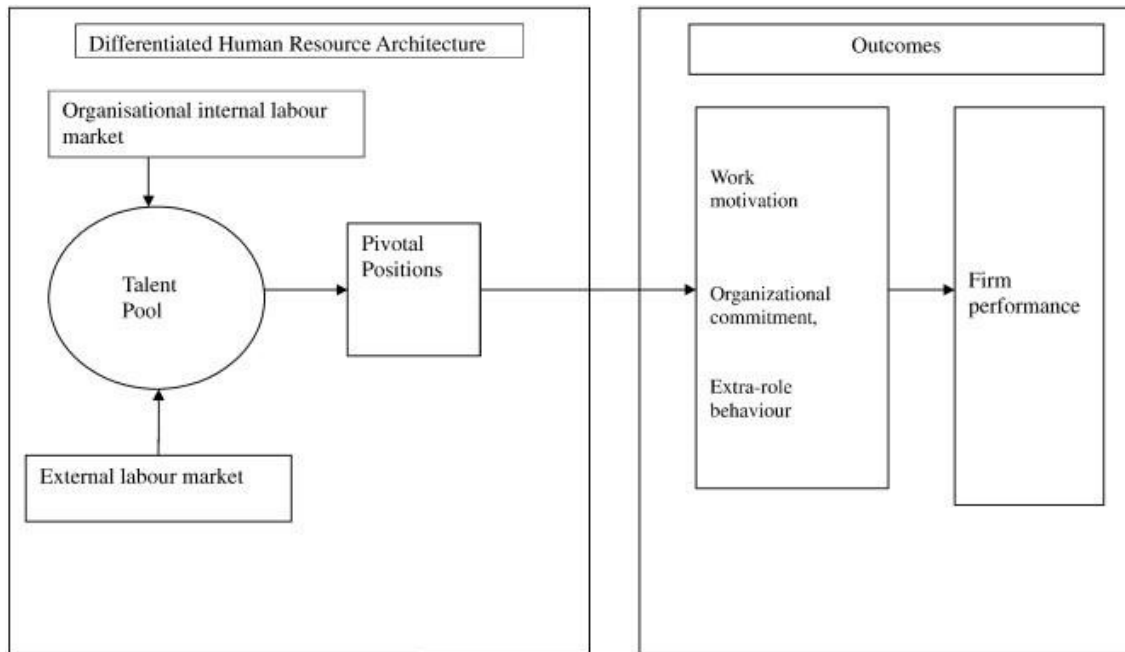 Differentiated Human Resource Architecture
Organisational internal labour
market
Talent
Pool
Pivotal
Positions
External labour market
Outcomes
Work
motivation
Organizational
commitment,
Extra-role
behaviour
Firm
performance